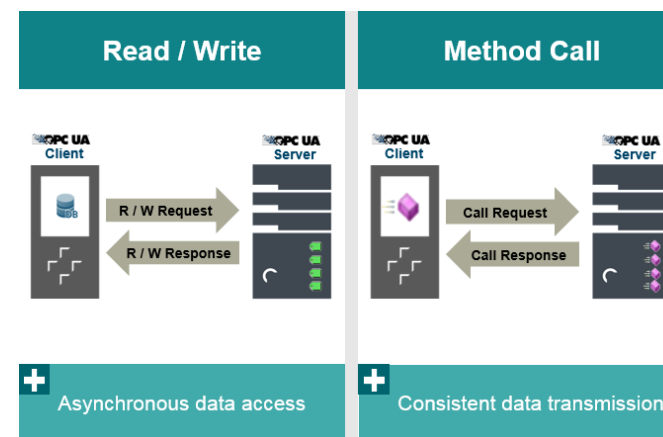 Read / Write
OPC UA
Client
OPC UA
Server
DB
R / W Request
R / W Response
Asynchronous data access
Method Call
OPC UA
Client
OPC UA
Server
Call Request
Call Response
Consistent data transmission